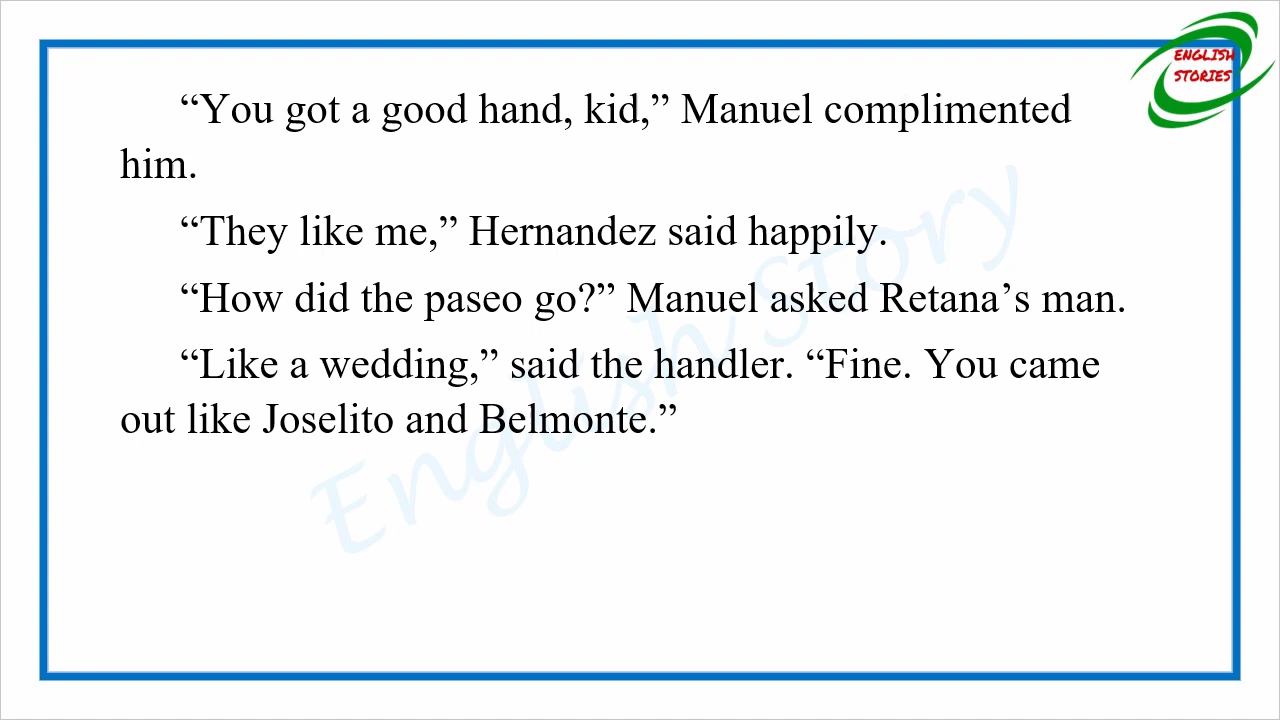 ENGLISH
STORIES
“You got a good hand, kid,” Manuel complimented
him.
“They like me,” Hernandez said happily.
“How did the paseo go?” Manuel asked Retana’s man.
“Like a wedding,” said the handler. “Fine. You came
out like Joselito and Belmonte.”
English Story